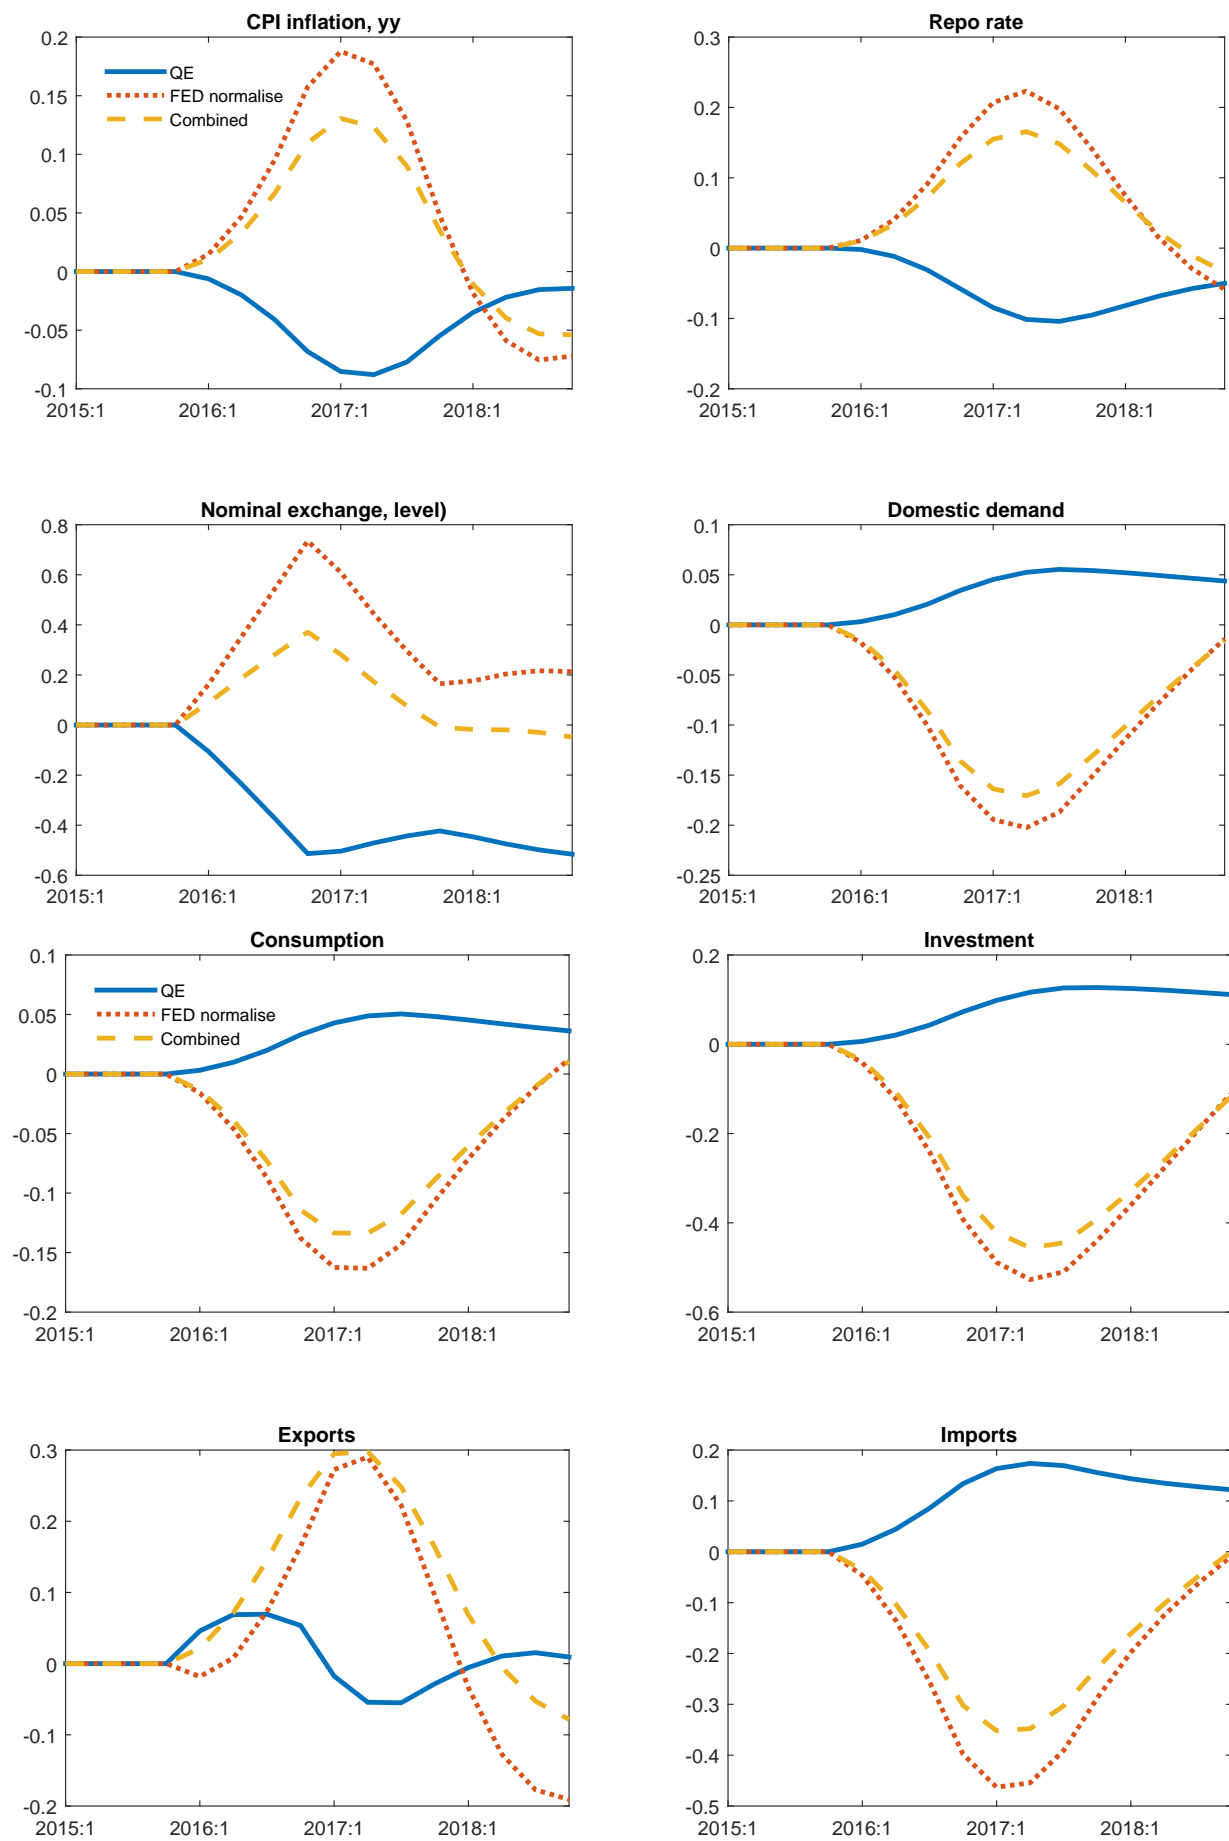 CPI inflation, yy
0.2
0.15
0.1
0.05
0
-0.05
-0.1
2015:1 2016:1 2017:1 2018:1
QE
FED normalise
Combined
Repo rate
0.3
0.2
0.1
0
-0.1
-0.2
2015:1 2016:1 2017:1 2018:1
Nominal exchange, level)
0.8
0.6
0.4
0.2
0
-0.2
-0.4
-0.6
2015:1 2016:1 2017:1 2018:1
Domestic demand
0.1
0.05
0
-0.05
-0.1
-0.15
-0.2
-0.25
2015:1 2016:1 2017:1 2018:1
Consumption
0.1
0.05
0
-0.05
-0.1
-0.15
-0.2
2015:1 2016:1 2017:1 2018:1
QE
FED normalise
Combined
Investment
0.2
0
-0.2
-0.4
-0.6
2015:1 2016:1 2017:1 2018:1
Exports
0.3
0.2
0.1
0
-0.1
-0.2
2015:1 2016:1 2017:1 2018:1
Imports
0.2
0.1
0
-0.1
-0.2
-0.3
-0.4
-0.5
2015:1 2016:1 2017:1 2018:1